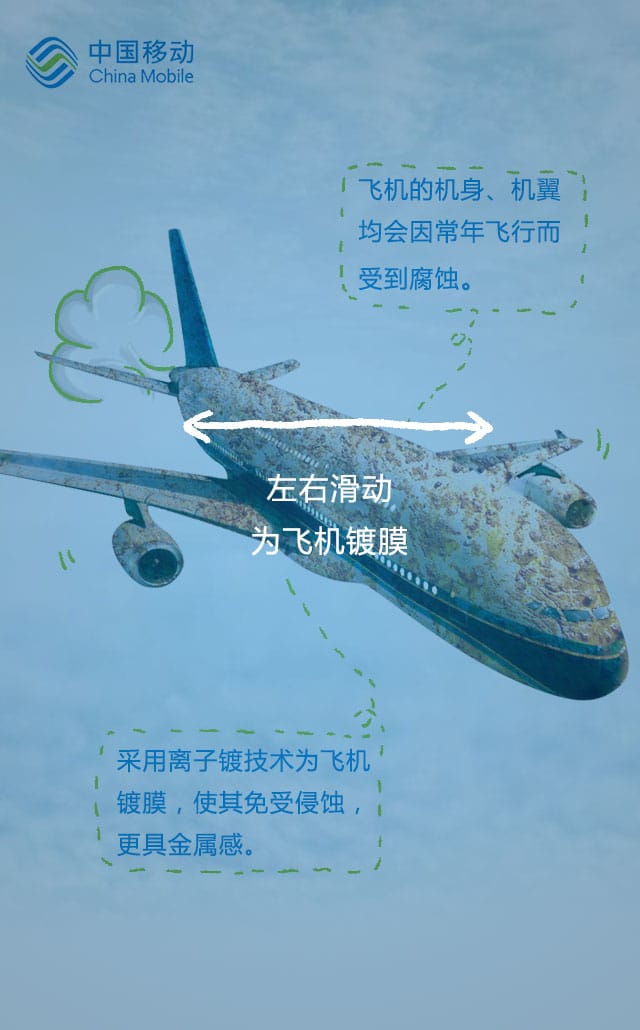 中国移动
China Mobile
飞机的机身、机翼
均会因常年飞行而
受到腐蚀。
左右滑动
为飞机镀膜
采用离子镀技术为飞机
镀膜，使其免受侵蚀，
更具金属感。